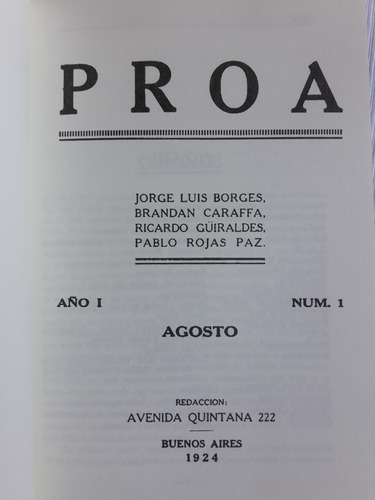 PROA
JORGE LUIS BORGES,
BRANDAN CARAFFA,
RICARDO GÜIRALDES,
PABLO ROJAS PAZ.
AÑO I NUM. 1
AGOSTO
REDACCION:
AVENIDA QUINTANA 222
BUENOS AIRES
1924